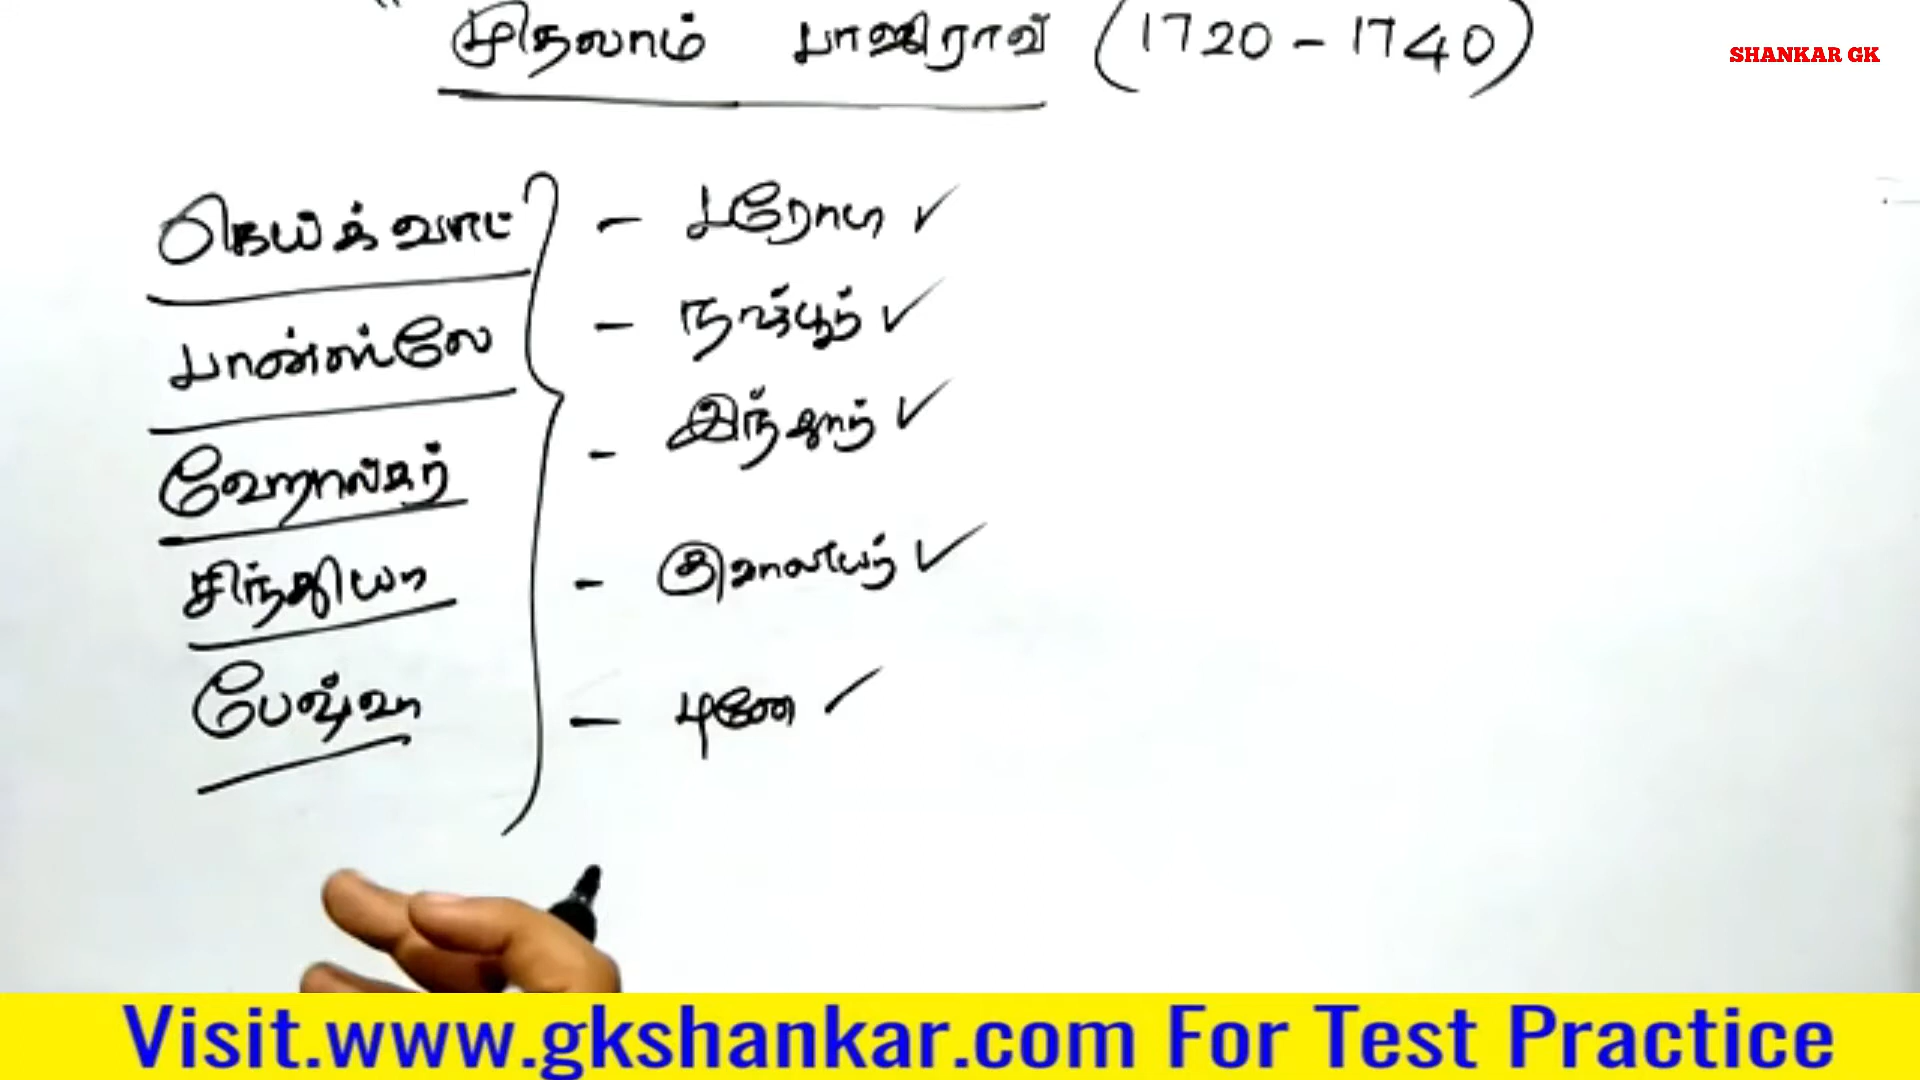 முதலாம் பாஜிராவ் (1720 - 1740)
SHANKAR GK
கெய்க்வாட் - பரோடா ✓
பான்ஸ்லே - நாக்பூர் ✓
ஹோல்கர் - இந்தூர் ✓
சிந்தியா - குவாலியர் ✓
பேஷ்வா - பூனே ✓
Visit.www.gkshankar.com For Test Practice